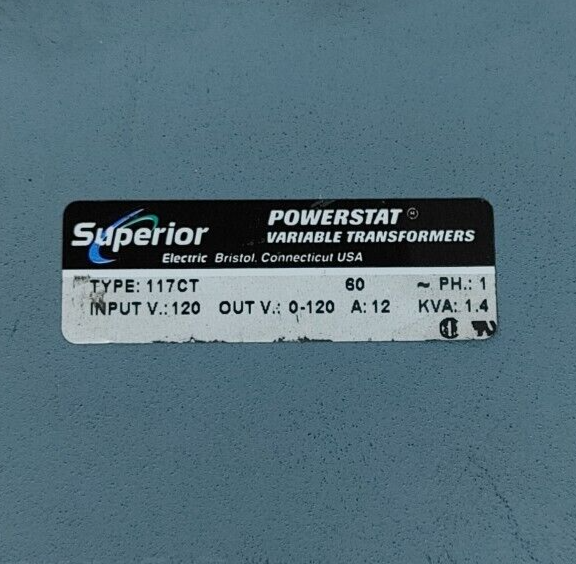 Superior
POWERSTAT
VARIABLE TRANSFORMERS
Electric Bristol, Connecticut USA
TYPE: 117CT 60 ~ PH.: 1
INPUT V.: 120 OUT V.: 0-120 A: 12 KVA: 1.4